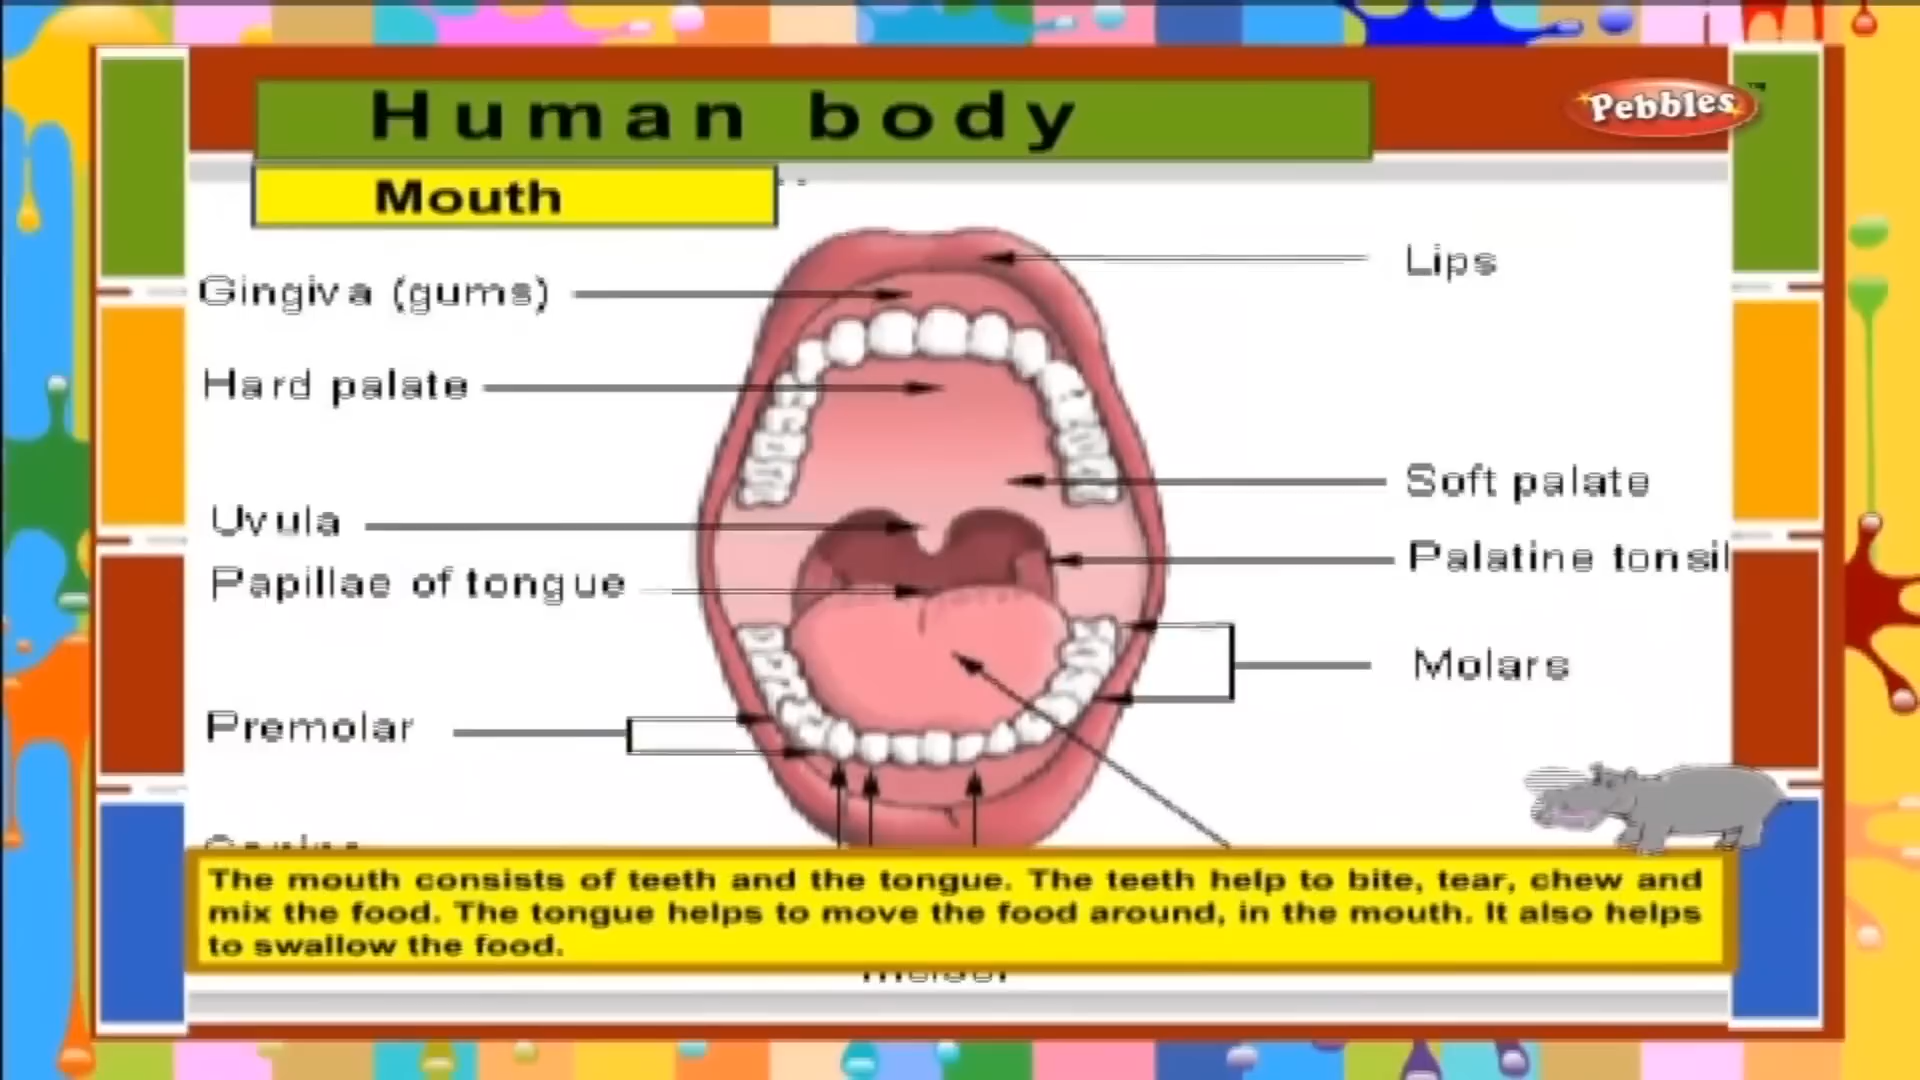 Human body
Pebbles
TM
Mouth
Lips
Gingiva (gums)
Hard palate
Soft palate
Uvula
Palatine tonsil
Papillae of tongue
Molars
Premolar
The mouth consists of teeth and the tongue. The teeth help to bite, tear, chew and
mix the food. The tongue helps to move the food around, in the mouth. It also helps
to swallow the food.